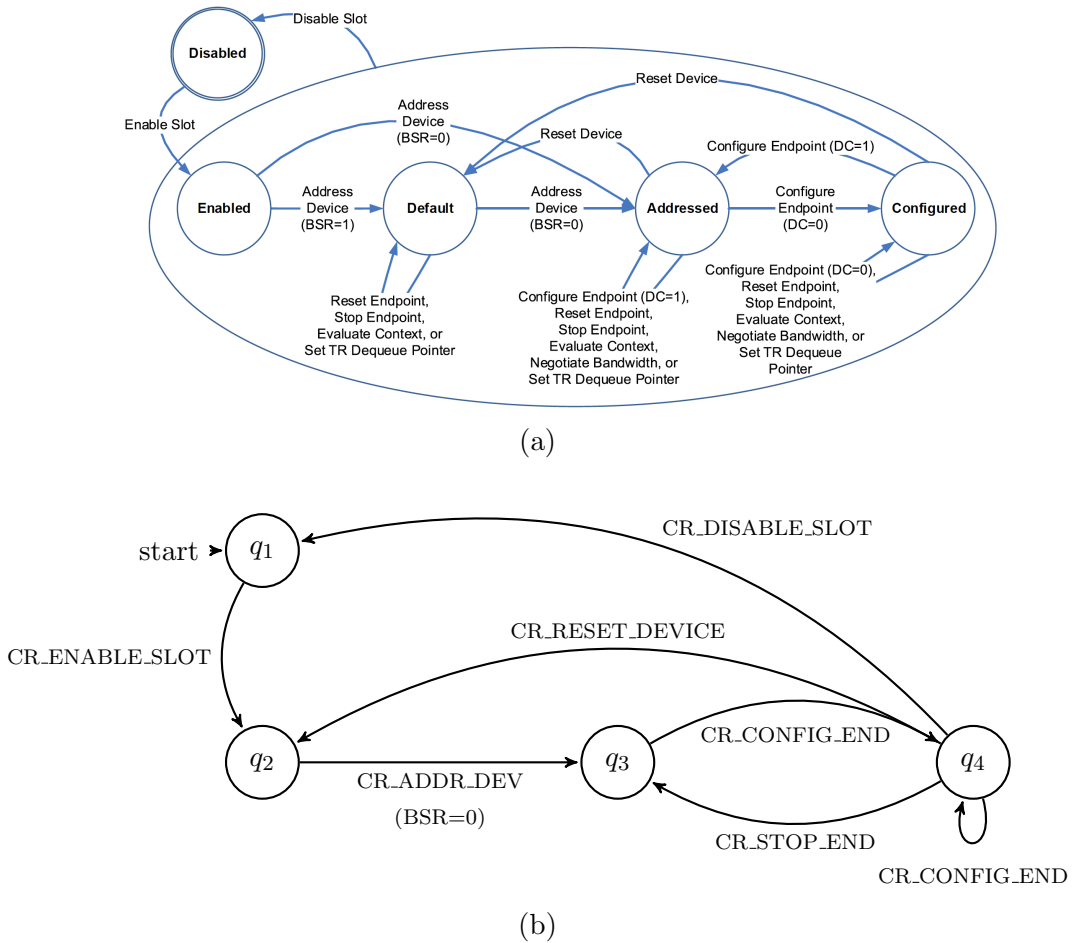 Disable Slot
Disabled
Enable Slot
Reset Device
Address
Device
(BSR=0)
Reset Device
Configure Endpoint (DC=1)
Enabled
Address
Device
(BSR=1)
Default
Address
Device
(BSR=0)
Addressed
Configure
Endpoint
(DC=0)
Configured
Reset Endpoint,
Stop Endpoint,
Evaluate Context, or
Set TR Dequeue Pointer
Configure Endpoint (DC=1),
Reset Endpoint,
Stop Endpoint,
Evaluate Context,
Negotiate Bandwidth, or
Set TR Dequeue Pointer
Configure Endpoint (DC=0),
Reset Endpoint,
Stop Endpoint,
Evaluate Context,
Negotiate Bandwidth, or
Set TR Dequeue
Pointer
(a)
CR_DISABLE_SLOT
start
q1
CR_RESET_DEVICE
CR_ENABLE_SLOT
CR_CONFIG_END
q2
q3
q4
CR_ADDR_DEV
(BSR=0)
CR_STOP_END
CR_CONFIG_END
(b)